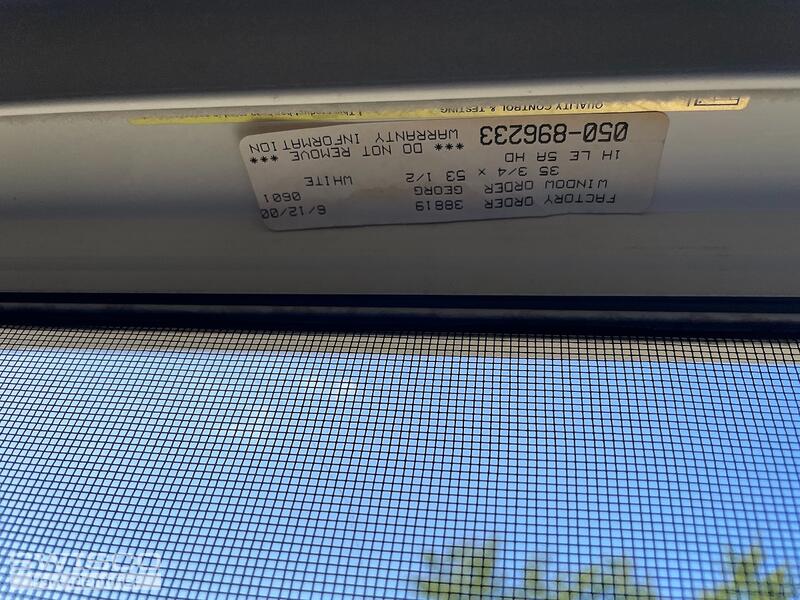 FACTORY ORDER 38819 6/12/00
WINDOW ORDER GEORG 0601
35 3/4 x 53 1/2 WHITE
1H LE 5A HD
*** DO NOT REMOVE ***
050-896233 WARRANTY INFORMATION
QUALITY CONTROL & TESTING
SWISCO